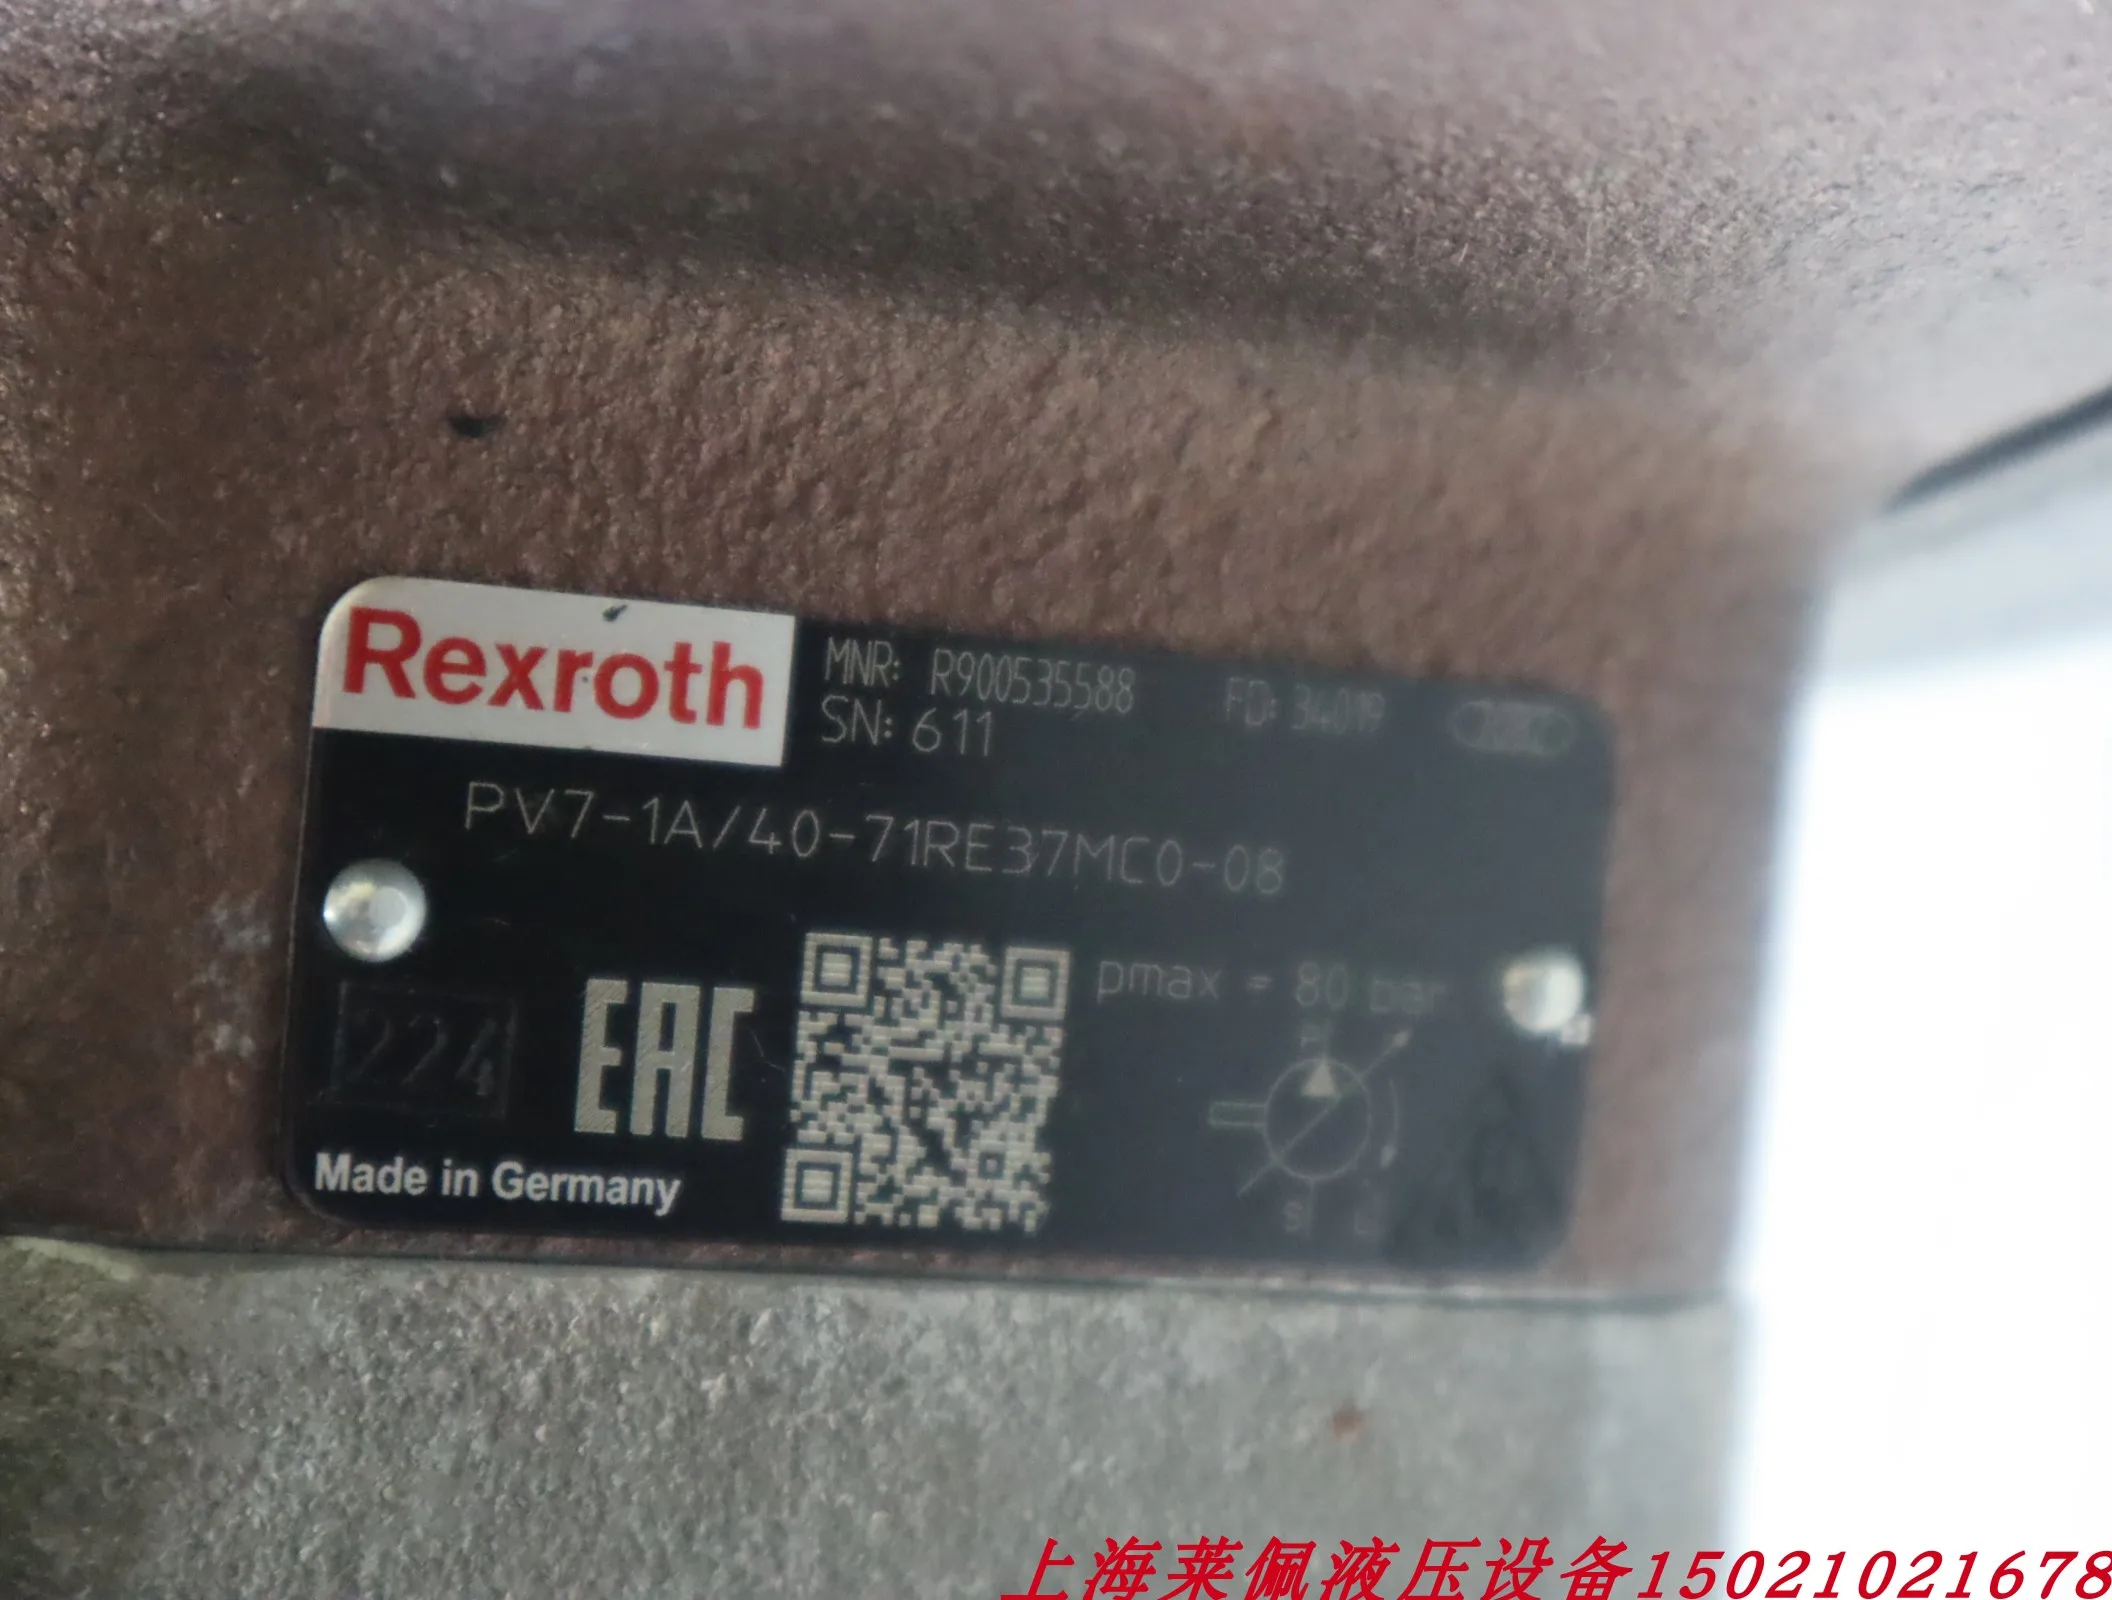 Rexroth
MNR: R900535588 FD: 34019
SN: 611
PV7-1A/40-71RE37MC0-08
pmax = 80 bar
224
EAC
Made in Germany
S L
上海莱佩液压设备15021021678